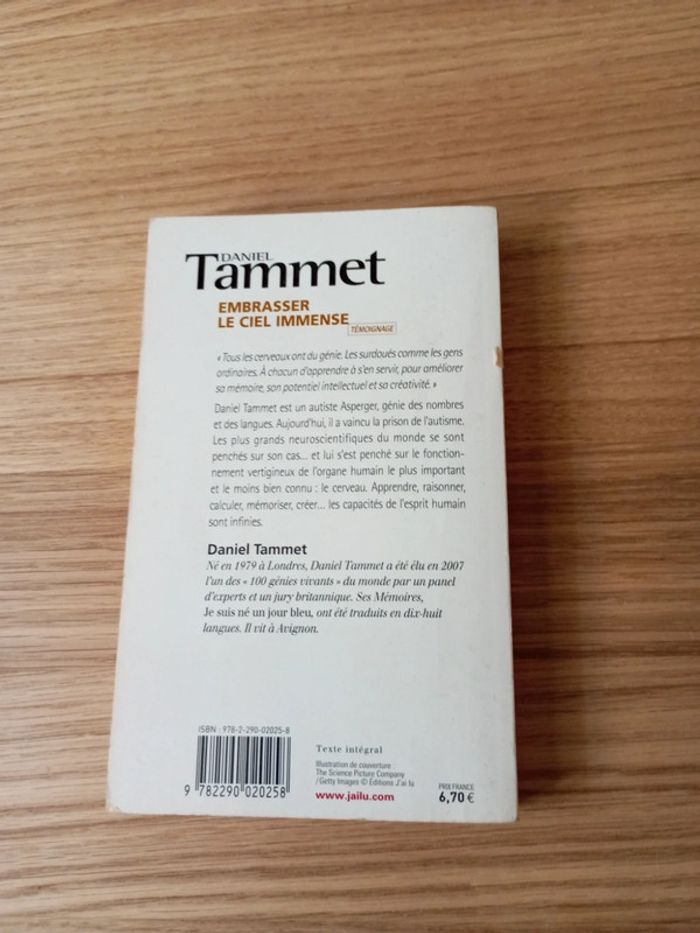 DANIEL
Tammet
EMBRASSER
LE CIEL IMMENSE
TÉMOIGNAGE
« Tous les cerveaux ont du génie. Les surdoués comme les gens
ordinaires. À chacun d'apprendre à s'en servir, pour améliorer
sa mémoire, son potentiel intellectuel et sa créativité. »
Daniel Tammet est un autiste Asperger, génie des nombres
et des langues. Aujourd'hui, il a vaincu la prison de l'autisme.
Les plus grands neuroscientifiques du monde se sont
penchés sur son cas... et lui s'est penché sur le fonction-
nement vertigineux de l'organe humain le plus important
et le moins bien connu : le cerveau. Apprendre, raisonner,
calculer, mémoriser, créer... les capacités de l'esprit humain
sont infinies.
Daniel Tammet
Né en 1979 à Londres, Daniel Tammet a été élu en 2007
l'un des « 100 génies vivants » du monde par un panel
d'experts et un jury britannique. Ses Mémoires,
Je suis né un jour bleu, ont été traduits en dix-huit
langues. Il vit à Avignon.
ISBN : 978-2-290-02025-8
9 782290 020258
Texte intégral
Illustration de couverture :
The Science Picture Company
/ Getty Images © Éditions J'ai lu
www.jailu.com
PRIX FRANCE
6,70 €